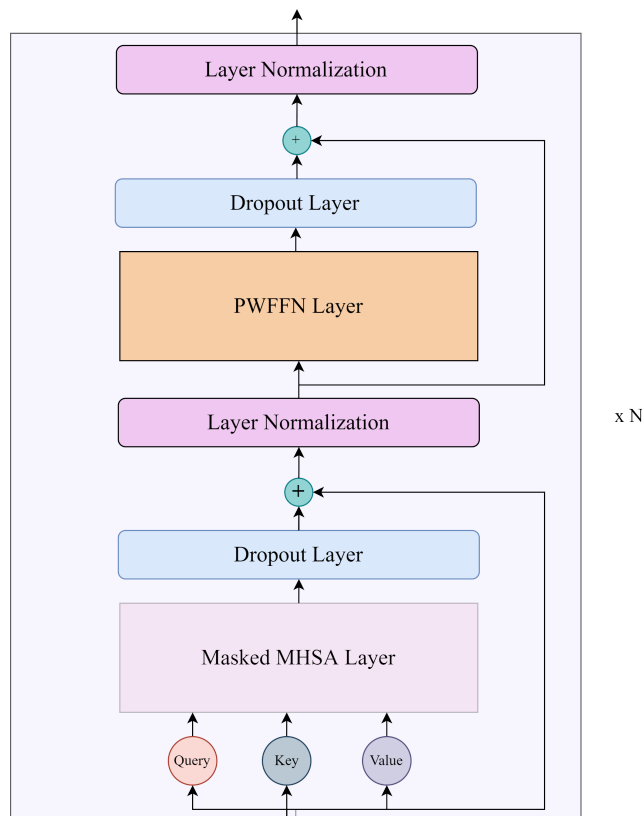 Layer Normalization
+
Dropout Layer
PWFFN Layer
x N
Layer Normalization
+
Dropout Layer
Masked MHSA Layer
Query Key Value